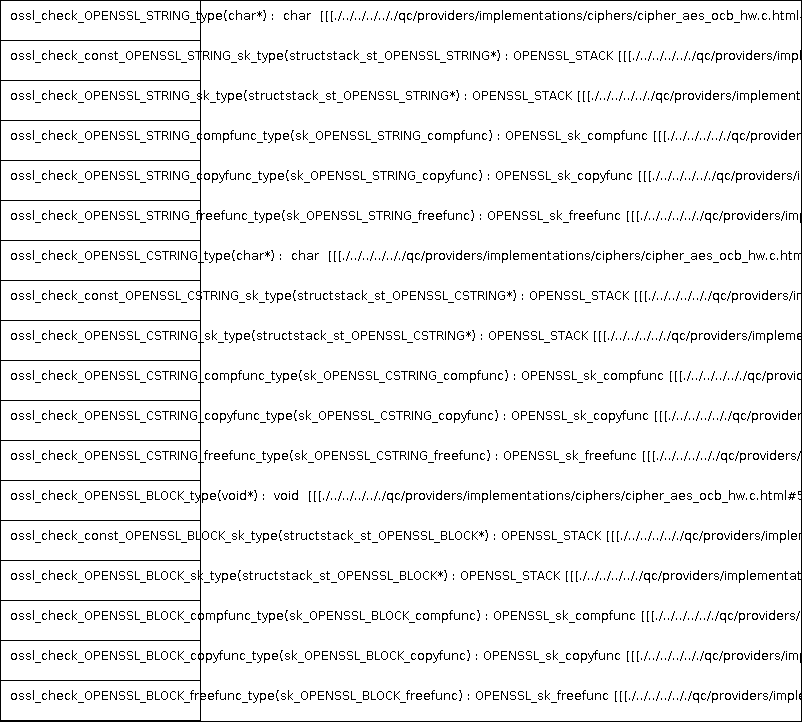 ossl_check_OPENSSL_STRING_type(char*) : char [[[./../../../../qc/providers/implementations/ciphers/cipher_aes_ocb_hw.c.html
ossl_check_const_OPENSSL_STRING_sk_type(structstack_st_OPENSSL_STRING*) : OPENSSL_STACK [[[./../../../../qc/providers/impl
ossl_check_OPENSSL_STRING_sk_type(structstack_st_OPENSSL_STRING*) : OPENSSL_STACK [[[./../../../../qc/providers/implement
ossl_check_OPENSSL_STRING_compfunc_type(sk_OPENSSL_STRING_compfunc) : OPENSSL_sk_compfunc [[[./../../../../qc/provider
ossl_check_OPENSSL_STRING_copyfunc_type(sk_OPENSSL_STRING_copyfunc) : OPENSSL_sk_copyfunc [[[./../../../../qc/providers/i
ossl_check_OPENSSL_STRING_freefunc_type(sk_OPENSSL_STRING_freefunc) : OPENSSL_sk_freefunc [[[./../../../../qc/providers/im
ossl_check_OPENSSL_CSTRING_type(char*) : char [[[./../../../../qc/providers/implementations/ciphers/cipher_aes_ocb_hw.c.htm
ossl_check_const_OPENSSL_CSTRING_sk_type(structstack_st_OPENSSL_CSTRING*) : OPENSSL_STACK [[[./../../../../qc/providers/in
ossl_check_OPENSSL_CSTRING_sk_type(structstack_st_OPENSSL_CSTRING*) : OPENSSL_STACK [[[./../../../../qc/providers/impleme
ossl_check_OPENSSL_CSTRING_compfunc_type(sk_OPENSSL_CSTRING_compfunc) : OPENSSL_sk_compfunc [[[./../../../../qc/provid
ossl_check_OPENSSL_CSTRING_copyfunc_type(sk_OPENSSL_CSTRING_copyfunc) : OPENSSL_sk_copyfunc [[[./../../../../qc/provider
ossl_check_OPENSSL_CSTRING_freefunc_type(sk_OPENSSL_CSTRING_freefunc) : OPENSSL_sk_freefunc [[[./../../../../qc/providers/
ossl_check_OPENSSL_BLOCK_type(void*) : void [[[./../../../../qc/providers/implementations/ciphers/cipher_aes_ocb_hw.c.html#5
ossl_check_const_OPENSSL_BLOCK_sk_type(structstack_st_OPENSSL_BLOCK*) : OPENSSL_STACK [[[./../../../../qc/providers/implem
ossl_check_OPENSSL_BLOCK_sk_type(structstack_st_OPENSSL_BLOCK*) : OPENSSL_STACK [[[./../../../../qc/providers/implementat
ossl_check_OPENSSL_BLOCK_compfunc_type(sk_OPENSSL_BLOCK_compfunc) : OPENSSL_sk_compfunc [[[./../../../../qc/providers/
ossl_check_OPENSSL_BLOCK_copyfunc_type(sk_OPENSSL_BLOCK_copyfunc) : OPENSSL_sk_copyfunc [[[./../../../../qc/providers/im
ossl_check_OPENSSL_BLOCK_freefunc_type(sk_OPENSSL_BLOCK_freefunc) : OPENSSL_sk_freefunc [[[./../../../../qc/providers/imple